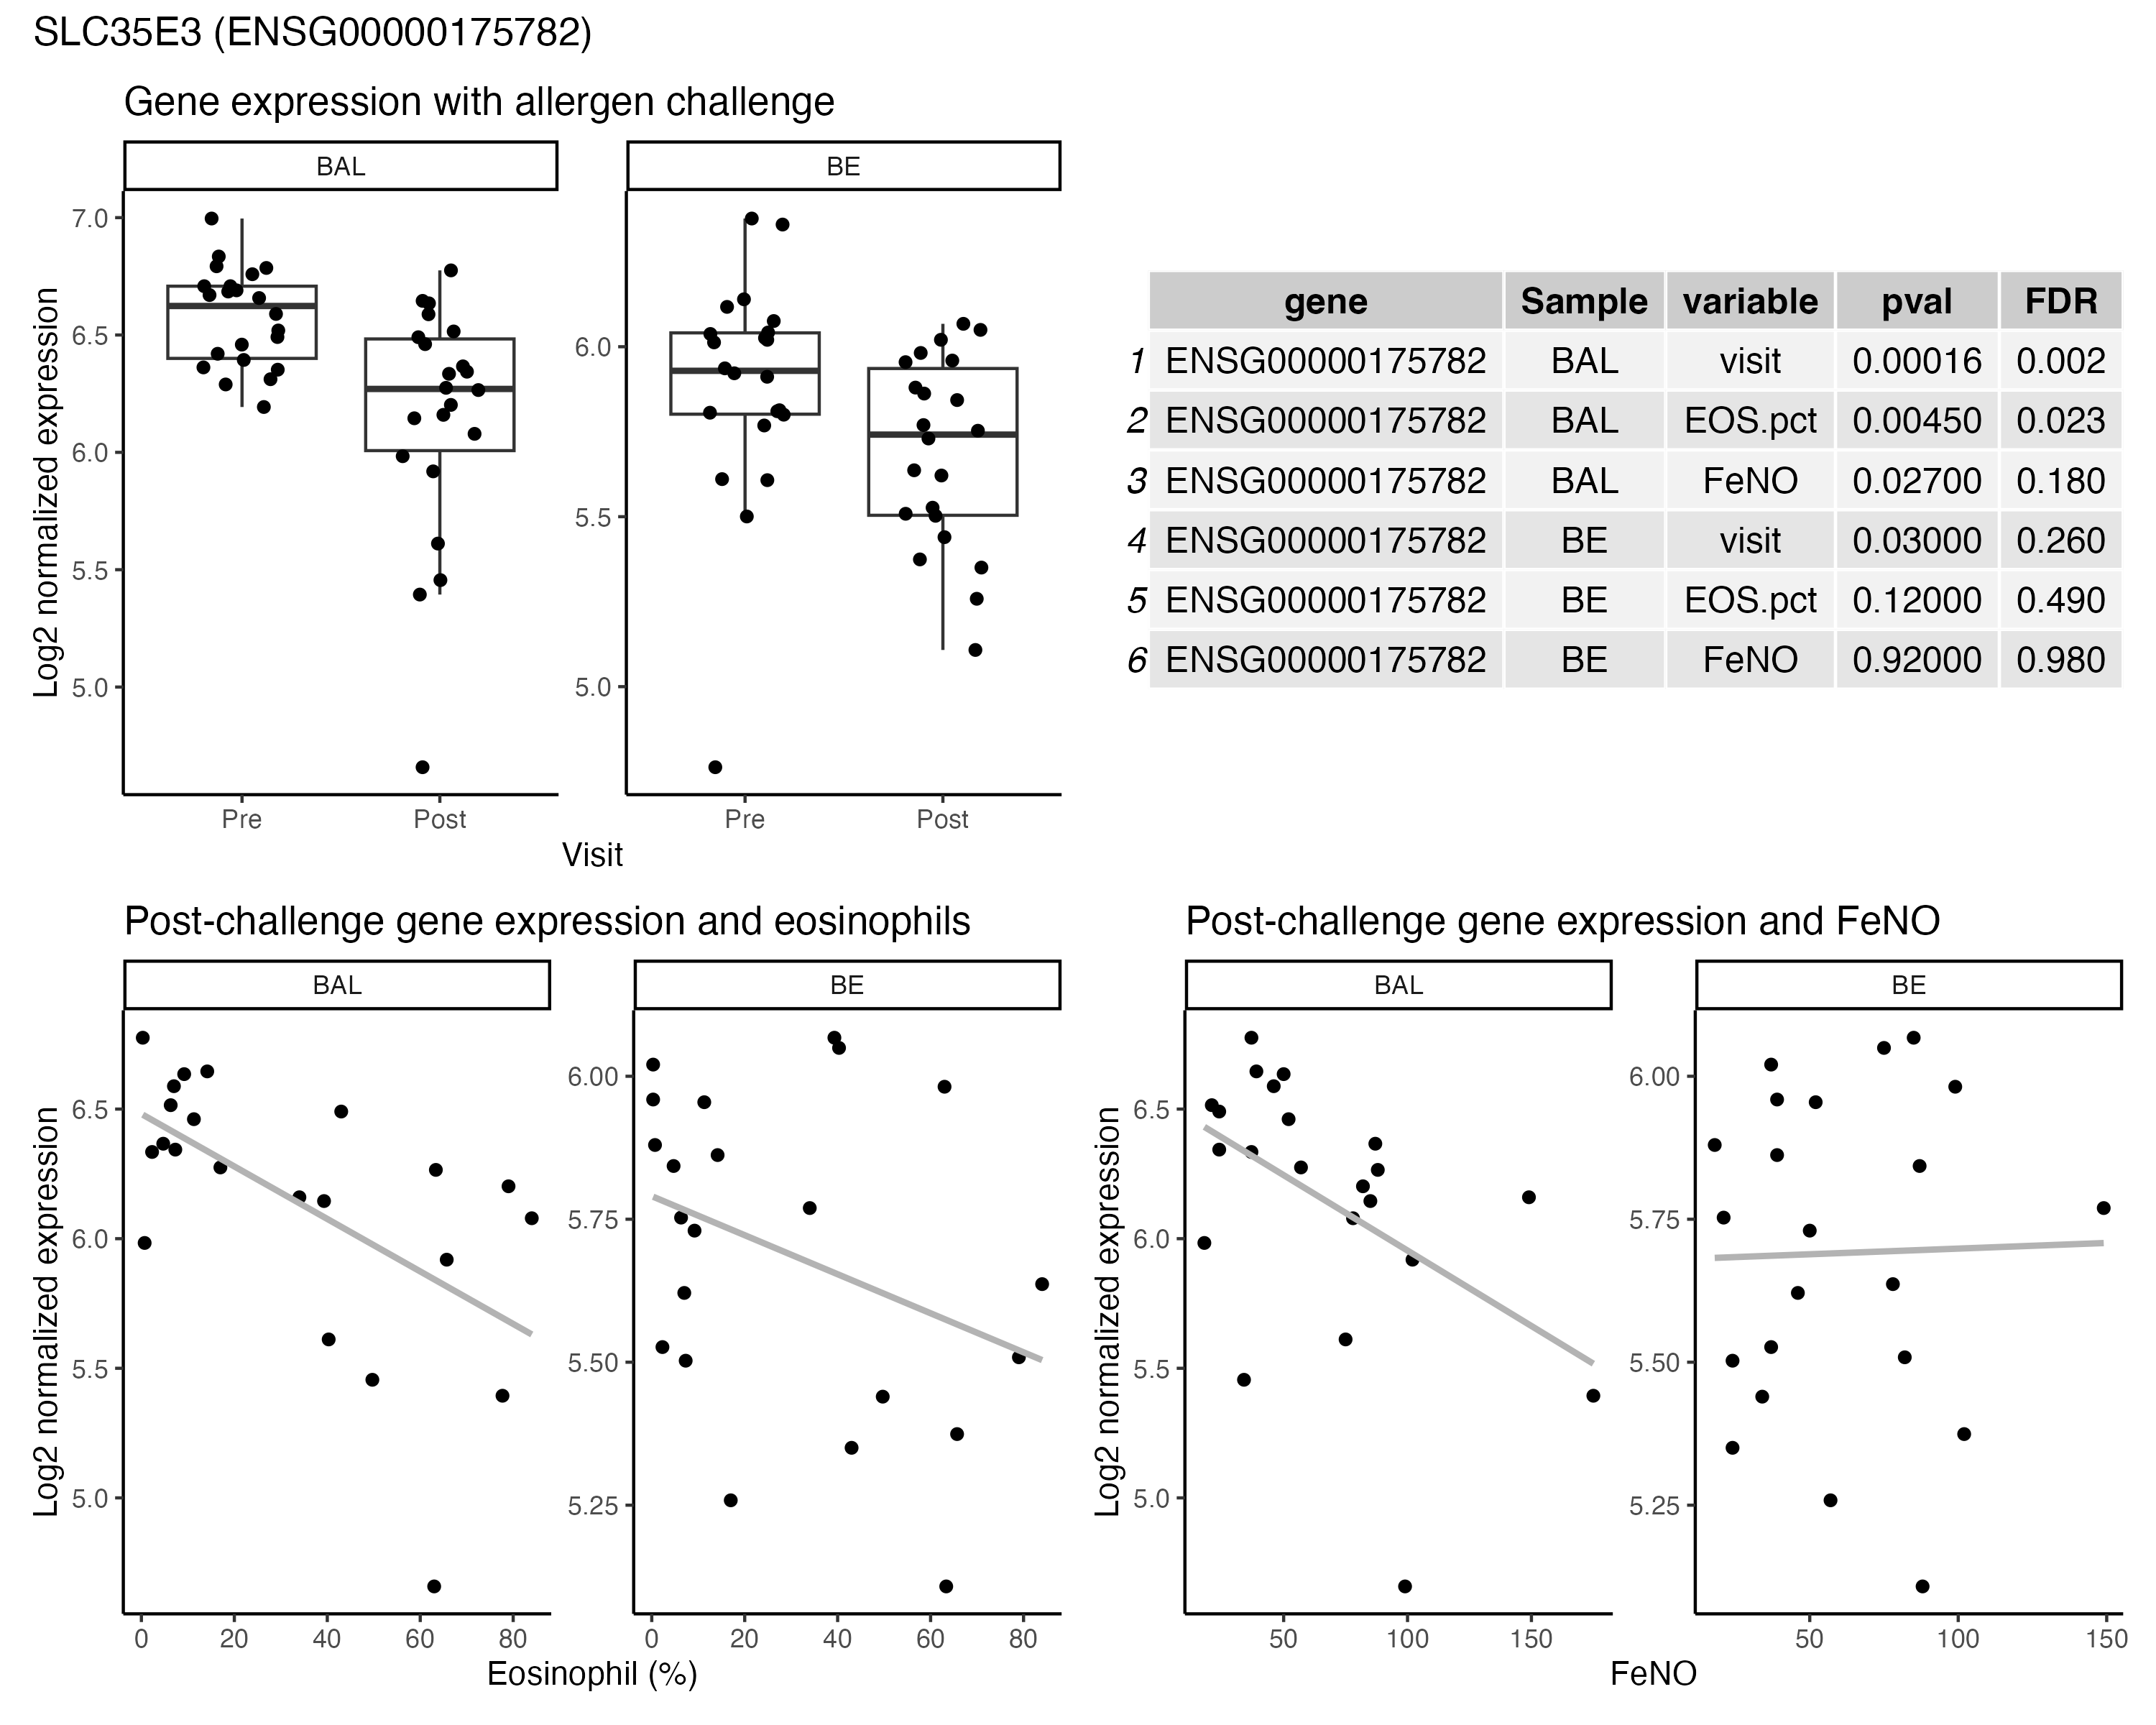 SLC35E3 (ENSG00000175782)
Gene expression with allergen challenge
BAL
BE
Log2 normalized expression
7.0
6.5
6.0
5.5
5.0
6.0
5.5
5.0
Pre
Post
Pre
Post
Visit
gene Sample variable pval FDR
1 ENSG00000175782 BAL visit 0.00016 0.002
2 ENSG00000175782 BAL EOS.pct 0.00450 0.023
3 ENSG00000175782 BAL FeNO 0.02700 0.180
4 ENSG00000175782 BE visit 0.03000 0.260
5 ENSG00000175782 BE EOS.pct 0.12000 0.490
6 ENSG00000175782 BE FeNO 0.92000 0.980
Post-challenge gene expression and eosinophils
BAL
BE
Log2 normalized expression
6.5
6.0
5.5
5.0
6.00
5.75
5.50
5.25
0 20 40 60 80
0 20 40 60 80
Eosinophil (%)
Post-challenge gene expression and FeNO
BAL
BE
Log2 normalized expression
6.5
6.0
5.5
5.0
6.00
5.75
5.50
5.25
50 100 150
50 100 150
FeNO